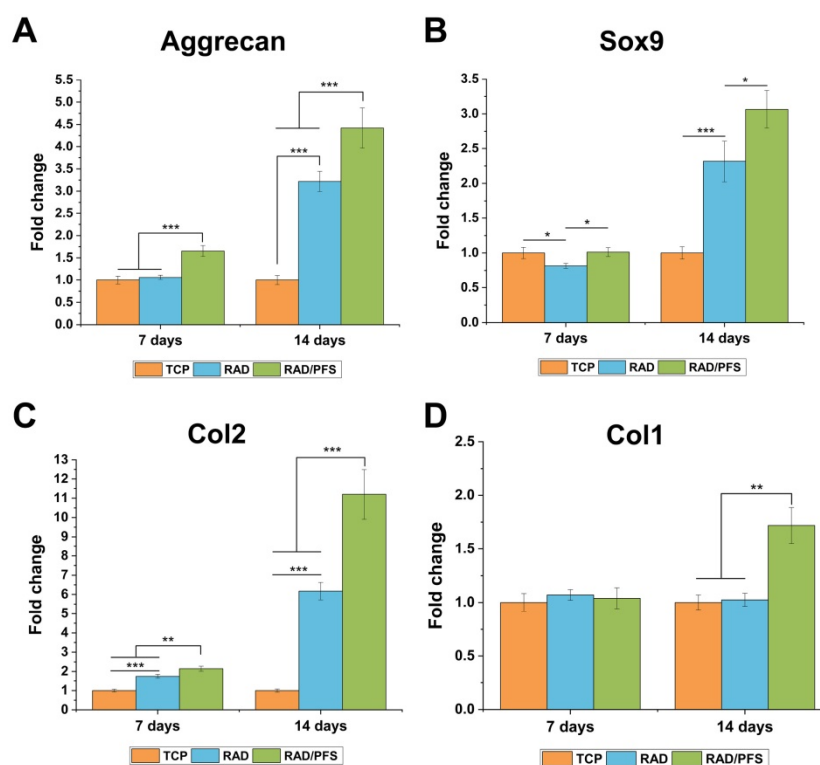 A
Aggrecan
Fold change
5.5
5.0
4.5
4.0
3.5
3.0
2.5
2.0
1.5
1.0
0.5
0.0
***
***
***
7 days
14 days
TCP RAD RAD/PFS
B
Sox9
Fold change
3.5
3.0
2.5
2.0
1.5
1.0
0.5
0.0
*
*
***
*
7 days
14 days
TCP RAD RAD/PFS
C
Col2
Fold change
13
12
11
10
9
8
7
6
5
4
3
2
1
0
***
**
***
***
7 days
14 days
TCP RAD RAD/PFS
D
Col1
Fold change
2.5
2.0
1.5
1.0
0.5
0.0
**
7 days
14 days
TCP RAD RAD/PFS